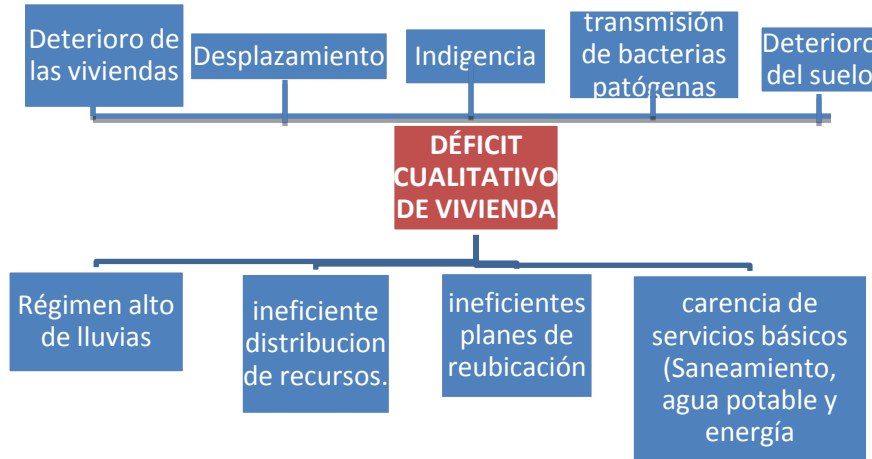 Deterioro de
las viviendas
Desplazamiento
Indigencia
transmisión
de bacterias
patógenas
Deterioro
del suelo
DÉFICIT
CUALITATIVO
DE VIVIENDA
Régimen alto
de lluvias
ineficiente
distribucion
de recursos.
ineficientes
planes de
reubicación
carencia de
servicios básicos
(Saneamiento,
agua potable y
energía